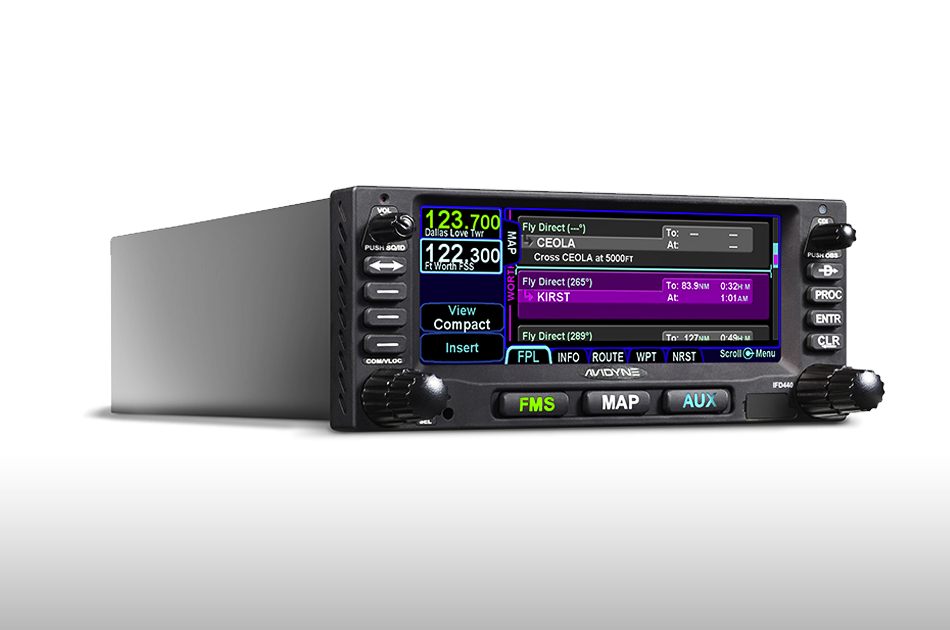 VOL
PUSH SQ/ID
COM/VLOC
SEL
123.700
Dallas Love Twr
122.300
Ft Worth FSS
View
Compact
Insert
MAP
WORTH
Fly Direct (---°)
To: --- ---
CEOLA
At: ---
Cross CEOLA at 5000FT
Fly Direct (265°)
To: 83.9NM 0:32H:M
KIRST
At: 1:01AM
Fly Direct (289°)
To: 127NM 0:49H:M
FPL INFO ROUTE WPT NRST Scroll Menu
AVIDYNE
IFD440
FMS MAP AUX
CDI
PUSH OBS
D
PROC
ENTR
CLR